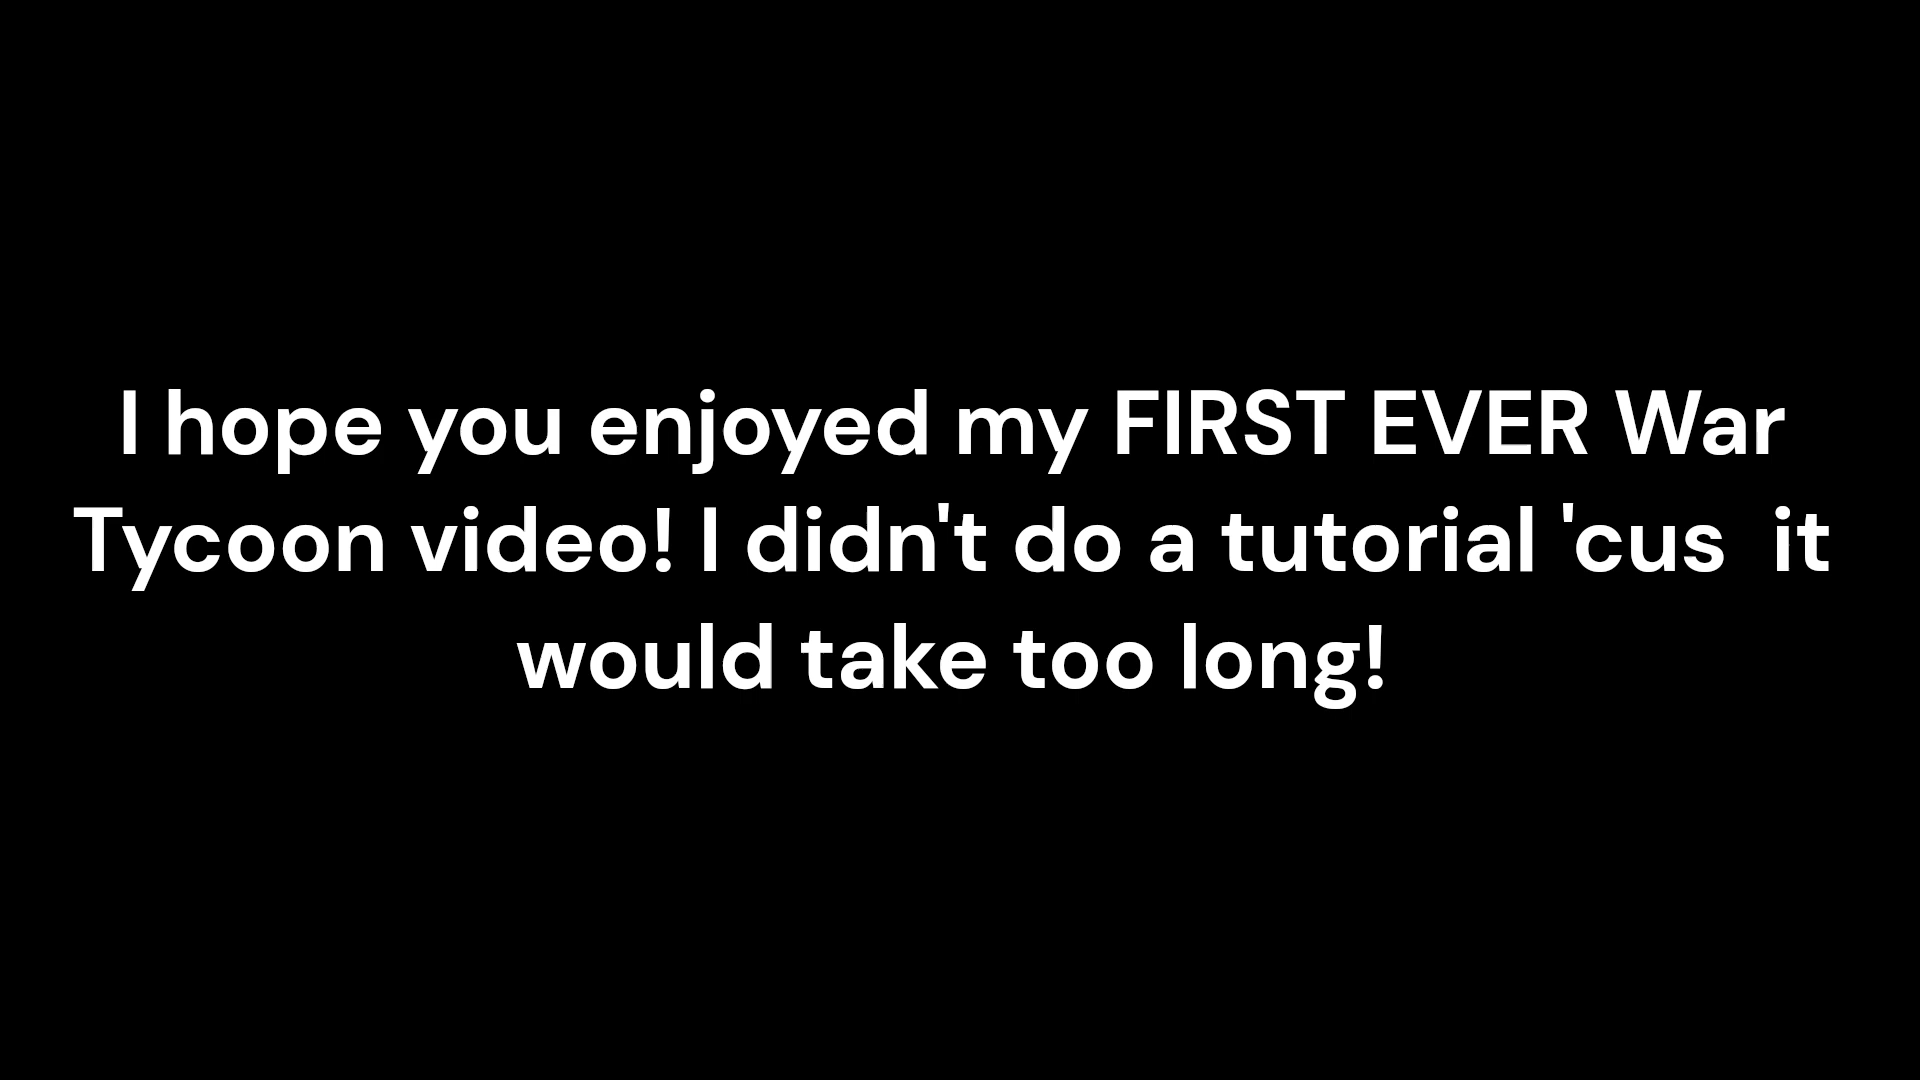 I hope you enjoyed my FIRST EVER War
Tycoon video! I didn't do a tutorial 'cus  it
would take too long!